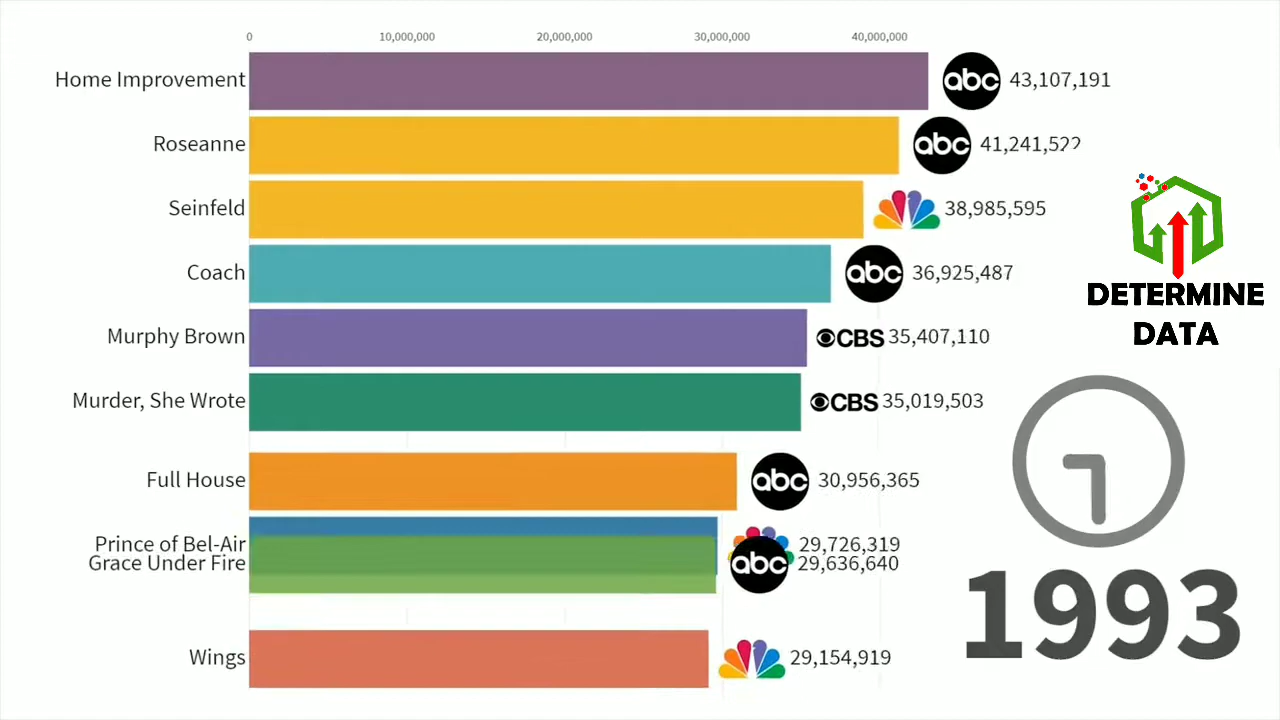 0 10,000,000 20,000,000 30,000,000 40,000,000
Home Improvement abc 43,107,191
Roseanne abc 41,241,522
Seinfeld 38,985,595
Coach abc 36,925,487
Murphy Brown CBS 35,407,110
Murder, She Wrote CBS 35,019,503
Full House abc 30,956,365
Prince of Bel-Air 29,726,319
Grace Under Fire abc 29,636,640
Wings 29,154,919
DETERMINE
DATA
1993